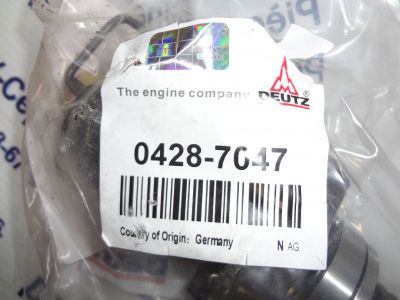 The engine company
DEUTZ
0428-7047
Country of Origin: Germany N AG